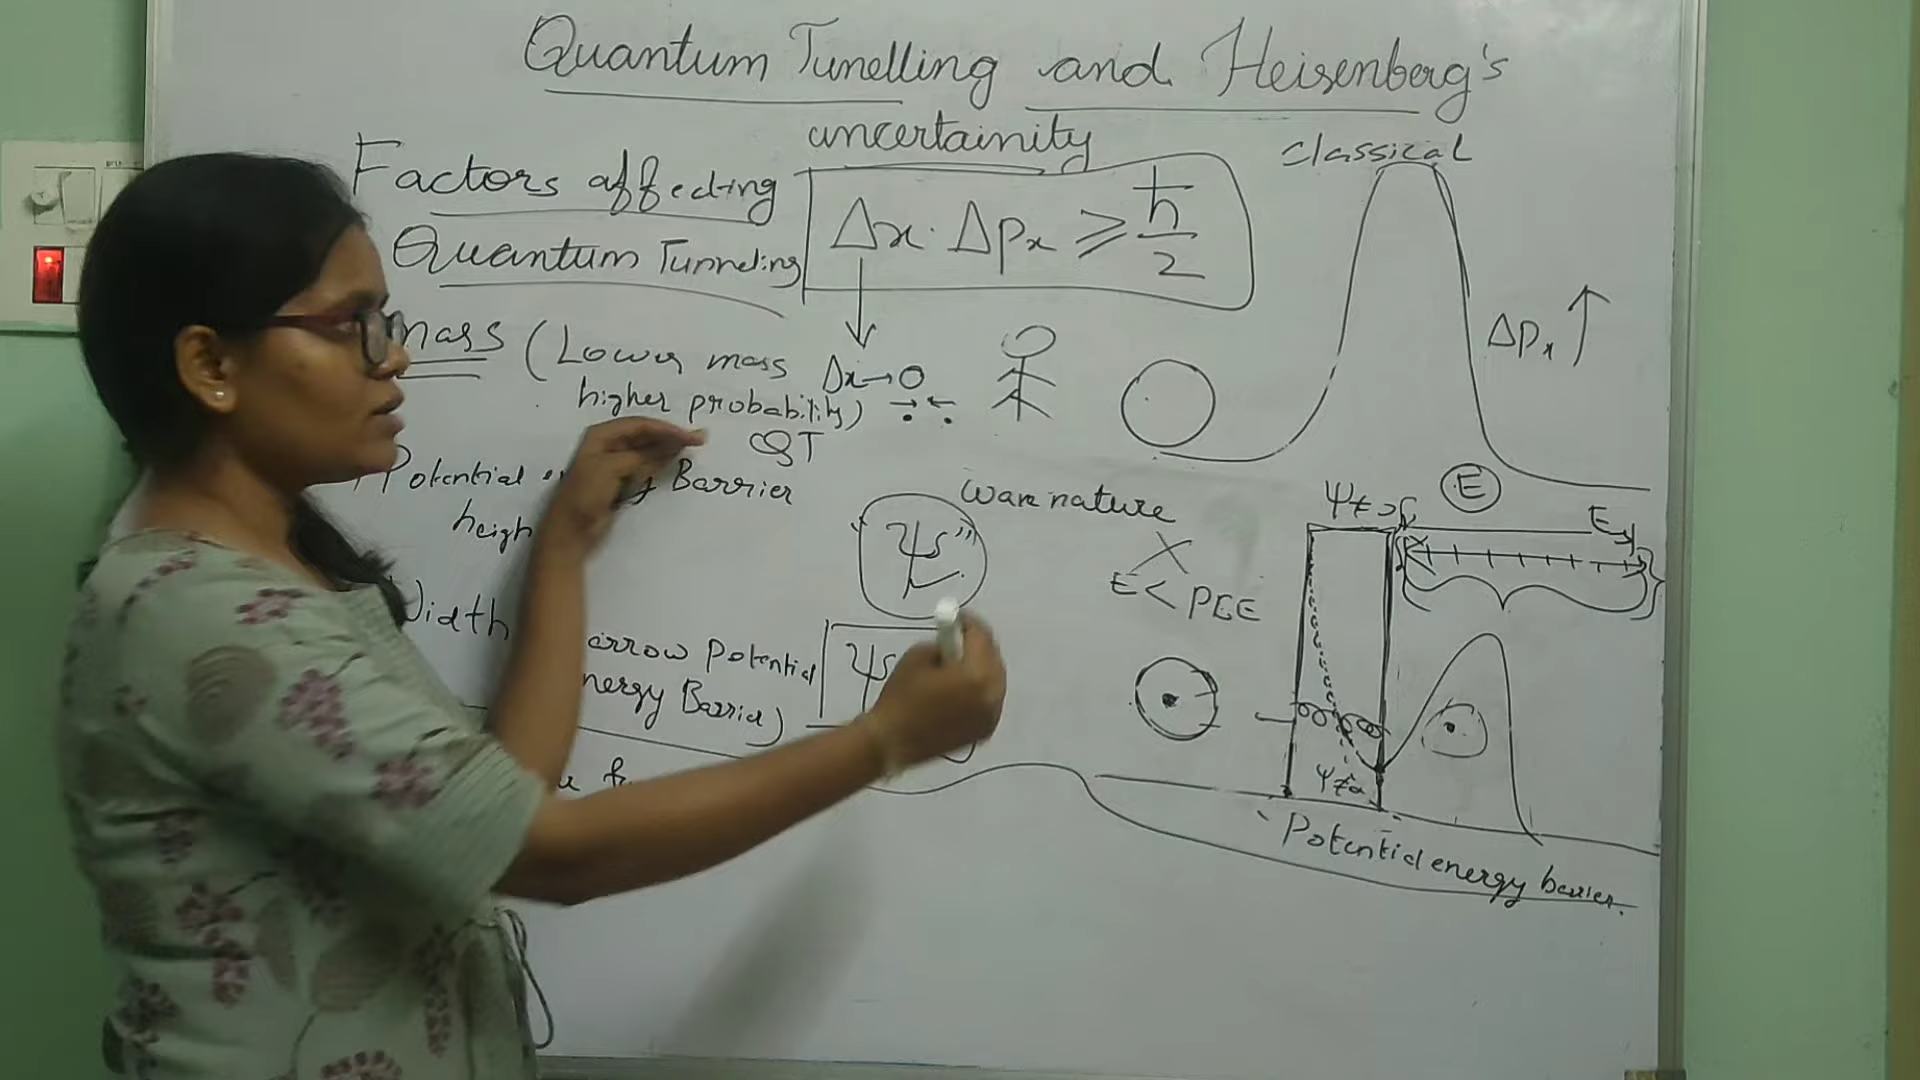 Quantum Tunelling and Heisenberg's
uncertainity
Factors affecting
Quantum Tunneling
Δx · Δpₓ ⩾ ħ/2
mass (Lower mass
higher probability)
QT
Δx→0
Potential Barrier
heigh
Width
arrow Potential
nergy Barrier)
Classical
Δpₓ ↑
wave nature
E < PEE
E
Potential energy barrier.